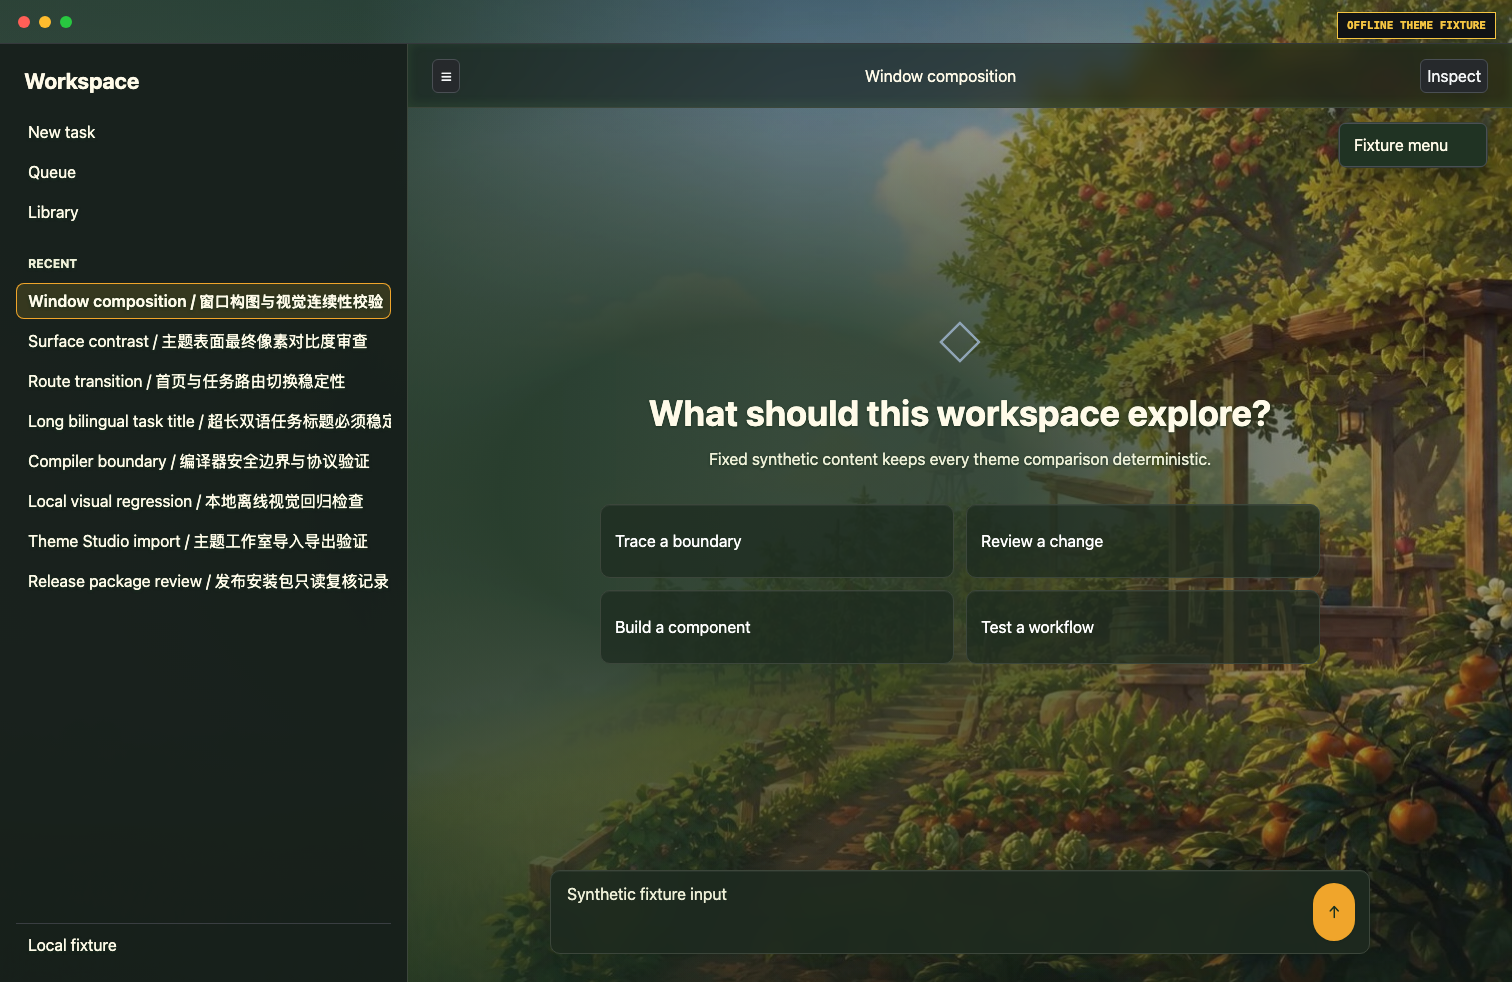 OFFLINE THEME FIXTURE
Workspace
New task
Queue
Library
RECENT
Window composition / 窗口构图与视觉连续性校验
Surface contrast / 主题表面最终像素对比度审查
Route transition / 首页与任务路由切换稳定性
Long bilingual task title / 超长双语任务标题必须稳定
Compiler boundary / 编译器安全边界与协议验证
Local visual regression / 本地离线视觉回归检查
Theme Studio import / 主题工作室导入导出验证
Release package review / 发布安装包只读复核记录
Local fixture
Window composition
Inspect
Fixture menu
What should this workspace explore?
Fixed synthetic content keeps every theme comparison deterministic.
Trace a boundary
Review a change
Build a component
Test a workflow
Synthetic fixture input